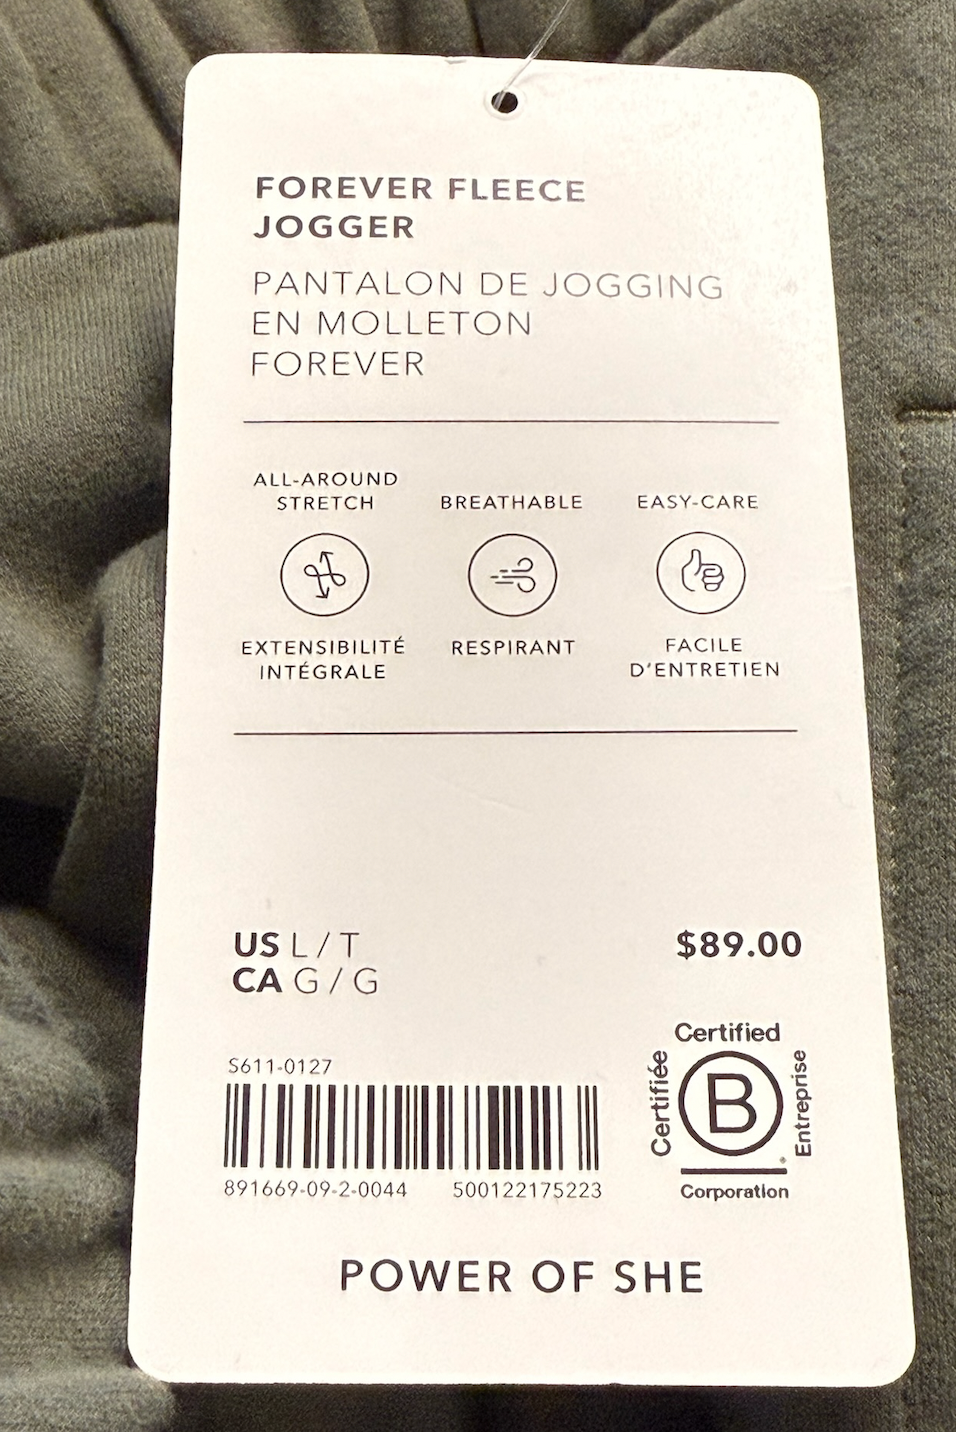 FOREVER FLEECE
JOGGER
PANTALON DE JOGGING
EN MOLLETON
FOREVER
ALL-AROUND
STRETCH
EXTENSIBILITÉ
INTÉGRALE
BREATHABLE
RESPIRANT
EASY-CARE
FACILE
D'ENTRETIEN
US L/T
CA G/G
$89.00
S611-0127
891669-09-2-0044 500122175223
Certified
Certifiée
B
Entreprise
Corporation
POWER OF SHE